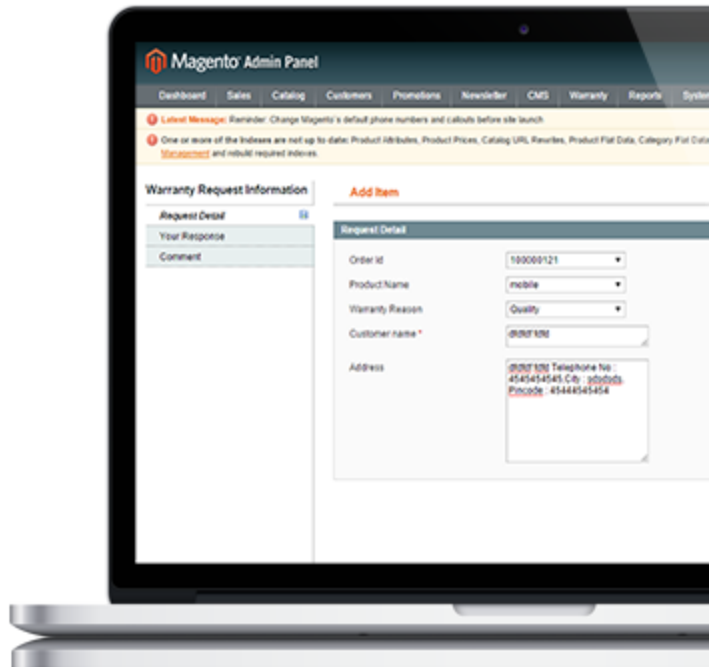 Magento Admin Panel
Dashboard Sales Catalog Customers Promotions Newsletter CMS Warranty Reports System
Latest Message: Reminder: Change Magento's default phone numbers and callouts before site launch
One or more of the Indexes are not up to date: Product Attributes, Product Prices, Catalog URL Rewrites, Product Flat Data, Category Flat Data
Management and rebuild required indexes.
Warranty Request Information
Add Item
Request Detail
Request Detail
Your Response
Comment
Order Id 100000121
Product Name mobile
Warranty Reason Quality
Customer name *
Address
Telephone No :
4545454545,City : sdsdsds,
Pincode : 45444545454